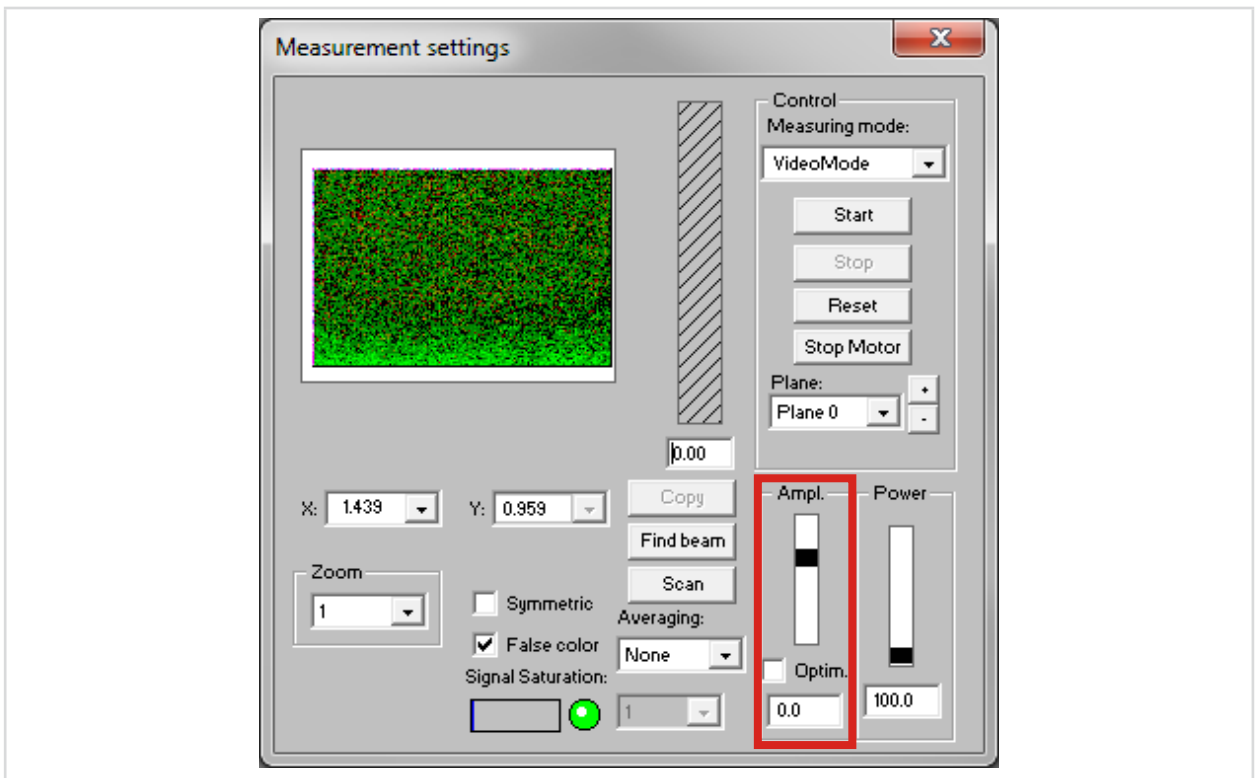 Measurement settings
Control
Measuring mode:
VideoMode
Start
Stop
Reset
Stop Motor
Plane:
Plane 0
+
-
0.00
X: 1.439
Y: 0.959
Copy
Find beam
Scan
Zoom
1
Symmetric
False color
Signal Saturation:
Averaging:
None
1
Ampl.
Optim.
0.0
Power
100.0